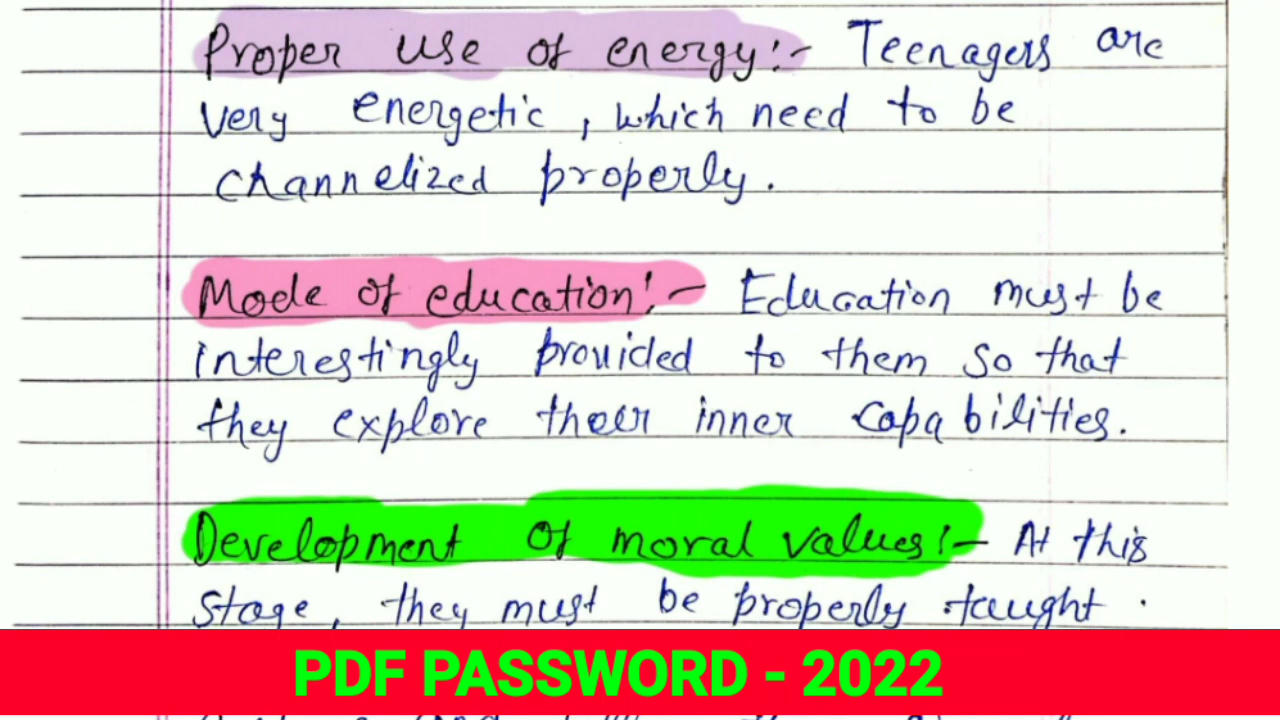 Proper use of energy:- Teenagers are
very energetic, which need to be
channelized properly.
Mode of education:- Education must be
interestingly provided to them so that
they explore their inner capabilities.
Development of moral values:- At this
stage, they must be properly taught.
PDF PASSWORD - 2022